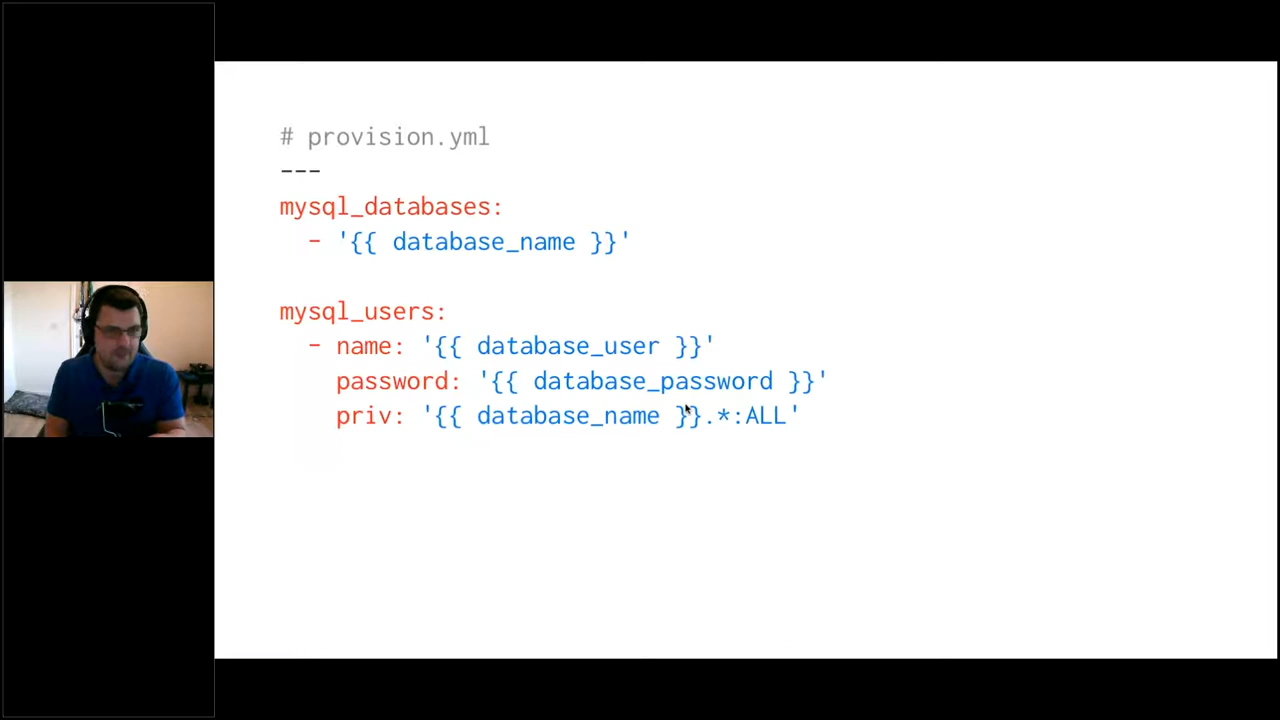 # provision.yml
---
mysql_databases:
  - '{{ database_name }}'

mysql_users:
  - name: '{{ database_user }}'
    password: '{{ database_password }}'
    priv: '{{ database_name }}.*:ALL'